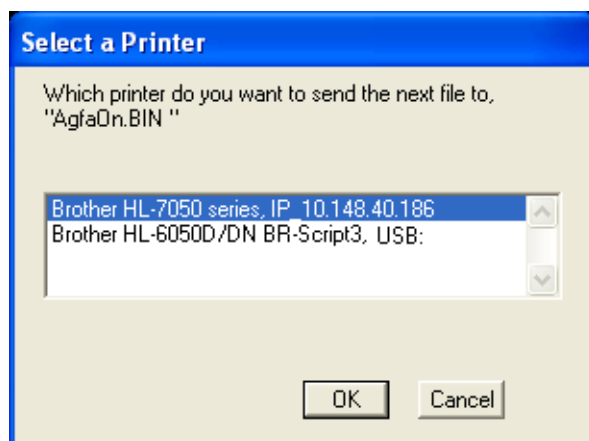 Select a Printer
Which printer do you want to send the next file to,
"AgfaOn.BIN "
Brother HL-7050 series, IP_10.148.40.186
Brother HL-6050D/DN BR-Script3, USB:
OK Cancel